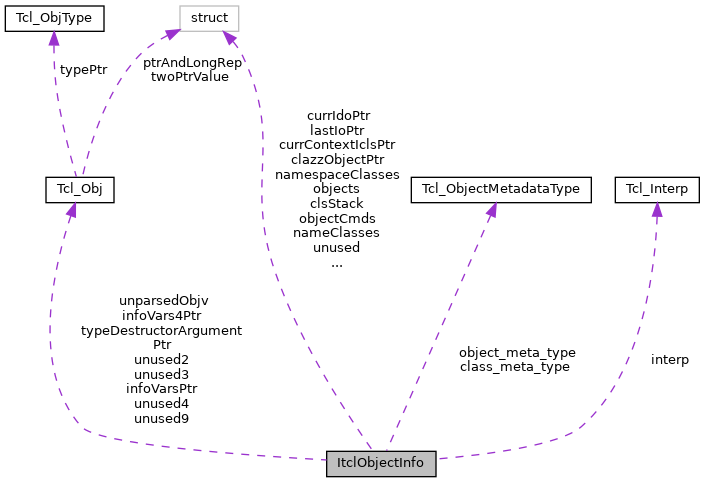 Tcl_ObjType
struct
typePtr
ptrAndLongRep
twoPtrValue
currIdoPtr
lastIoPtr
currContextIclsPtr
clazzObjectPtr
namespaceClasses
objects
clsStack
objectCmds
nameClasses
unused
...
Tcl_Obj
Tcl_ObjectMetadataType
Tcl_Interp
unparsedObjv
infoVars4Ptr
typeDestructorArgument
Ptr
unused2
unused3
infoVarsPtr
unused4
unused9
object_meta_type
class_meta_type
interp
ItclObjectInfo